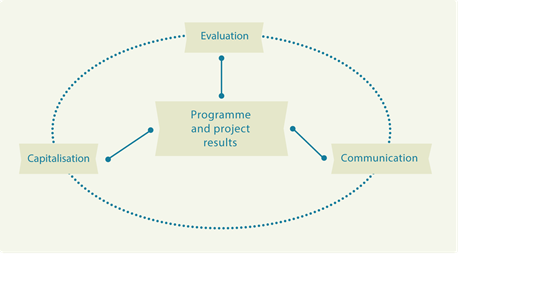 Evaluation
Programme
and project
results
Capitalisation
Communication